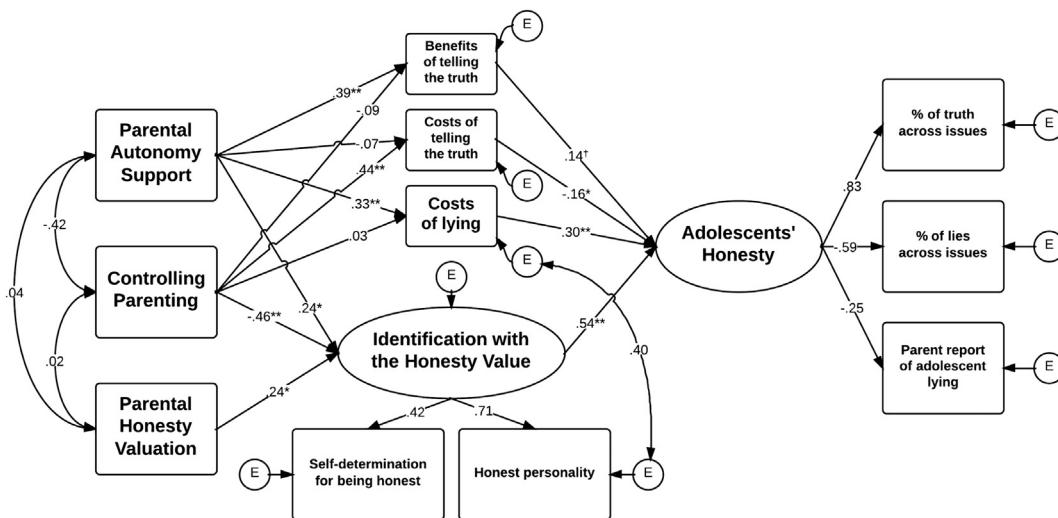 E
Benefits
of telling
the truth
.39**
-.09
Parental
Autonomy
Support
Costs of
telling
the truth
-.07
.44**
E
.14†
-.16*
% of truth
across issues
E
.83
.33**
Costs
of lying
.03
.30**
E
-.42
Adolescents'
Honesty
-.59
% of lies
across issues
E
Controlling
Parenting
E
.04
.24*
-.46**
Identification with
the Honesty Value
.54**
.40
-.25
.02
Parent report
of adolescent
lying
E
Parental
Honesty
Valuation
.24*
.42
.71
E
Self-determination
for being honest
Honest personality
E